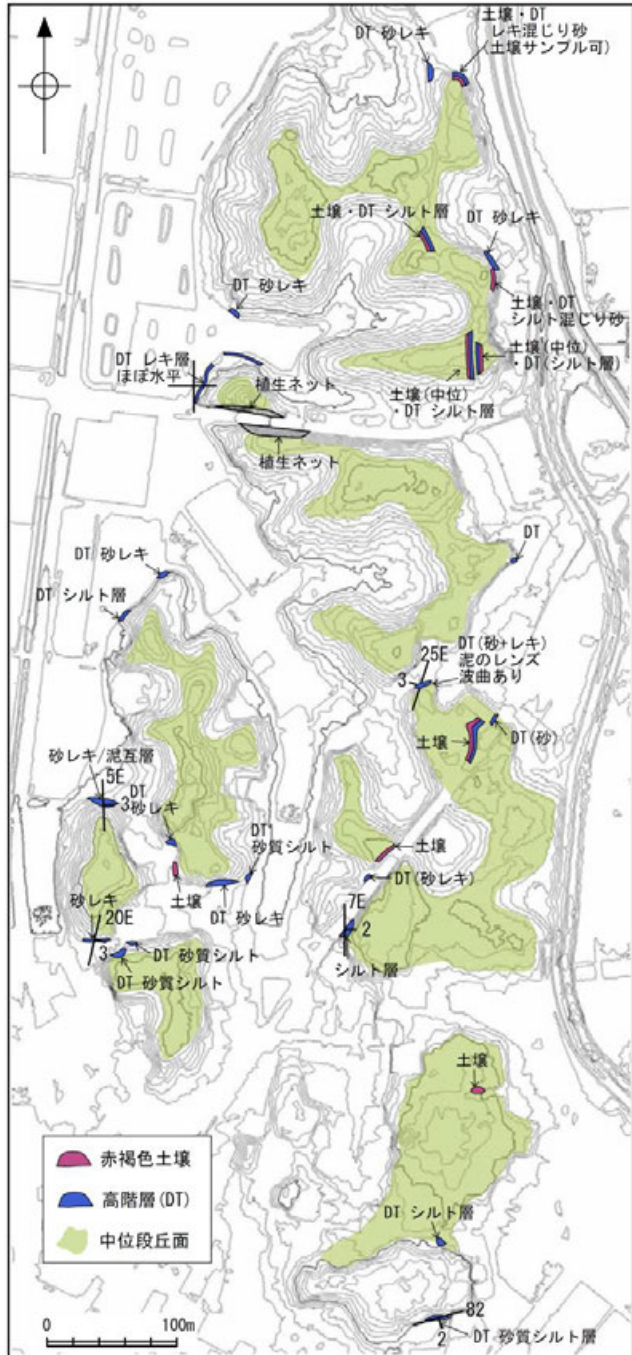 DT 砂レキ
土壌・DT
レキ混じり砂
(土壌サンプル可)
土壌・DT シルト層
DT 砂レキ
土壌・DT
シルト混じり砂
DT 砂レキ
土壌(中位)
・DT(シルト層)
DT レキ層
ほぼ水平
植生ネット
土壌(中位)
・DT シルト層
植生ネット
DT
DT 砂レキ
DT シルト層
25E
3
DT(砂+レキ)
泥のレンズ
波曲あり
土壌
DT(砂)
砂レキ/泥互層
5E
3
DT
砂レキ
DT
砂質シルト
土壌
DT(砂レキ)
土壌
DT 砂レキ
砂レキ
20E
3
DT 砂質シルト
DT 砂質シルト
7E
2
シルト層
土壌
赤褐色土壌
高階層(DT)
中位段丘面
DT シルト層
82
2
DT 砂質シルト層
0
100m